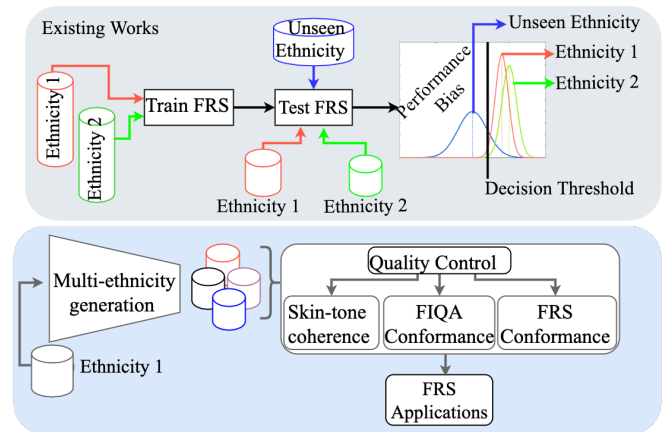 Existing Works
Unseen
Ethnicity
Unseen Ethnicity
Ethnicity 1
Ethnicity 2
Ethnicity 1
Ethnicity 2
Train FRS
Test FRS
Performance
Bias
Ethnicity 1
Ethnicity 2
Decision Threshold
Multi-ethnicity
generation
Ethnicity 1
Quality Control
Skin-tone
coherence
FIQA
Conformance
FRS
Conformance
FRS
Applications